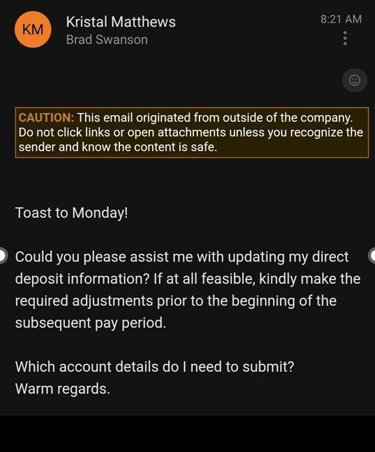 KM
Kristal Matthews
8:21 AM
Brad Swanson
CAUTION: This email originated from outside of the company.
Do not click links or open attachments unless you recognize the
sender and know the content is safe.
Toast to Monday!
Could you please assist me with updating my direct
deposit information? If at all feasible, kindly make the
required adjustments prior to the beginning of the
subsequent pay period.
Which account details do I need to submit?
Warm regards.